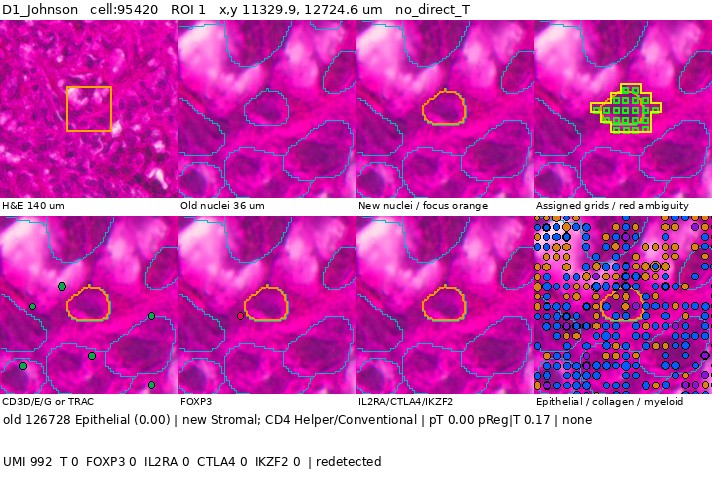 D1_Johnson cell:95420 ROI 1 x,y 11329.9, 12724.6 um no_direct_T
H&E 140 um
Old nuclei 36 um
New nuclei / focus orange
Assigned grids / red ambiguity
CD3D/E/G or TRAC
FOXP3
IL2RA/CTLA4/IKZF2
Epithelial / collagen / myeloid
old 126728 Epithelial (0.00) | new Stromal; CD4 Helper/Conventional | pT 0.00 pReg|T 0.17 | none
UMI 992 T 0 FOXP3 0 IL2RA 0 CTLA4 0 IKZF2 0 | redetected